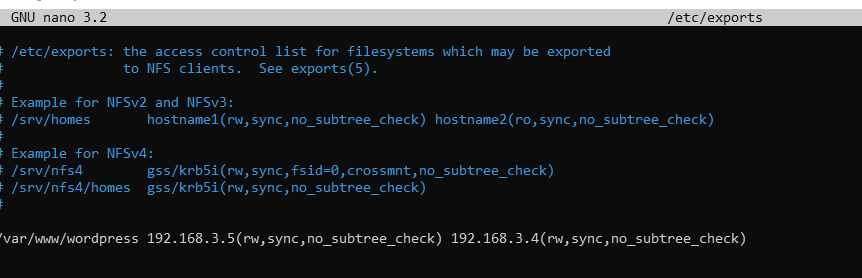 GNU nano 3.2 /etc/exports
# /etc/exports: the access control list for filesystems which may be exported
# to NFS clients. See exports(5).
#
# Example for NFSv2 and NFSv3:
# /srv/homes hostname1(rw,sync,no_subtree_check) hostname2(ro,sync,no_subtree_check)
#
# Example for NFSv4:
# /srv/nfs4 gss/krb5i(rw,sync,fsid=0,crossmnt,no_subtree_check)
# /srv/nfs4/homes gss/krb5i(rw,sync,no_subtree_check)
#
/var/www/wordpress 192.168.3.5(rw,sync,no_subtree_check) 192.168.3.4(rw,sync,no_subtree_check)